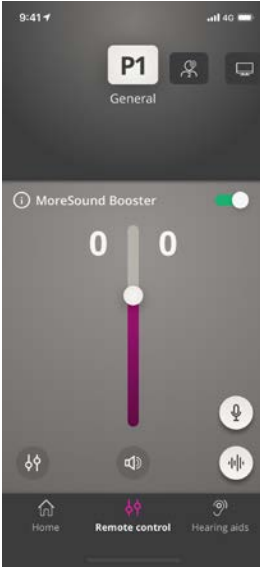 9:41 4G
P1
General
MoreSound Booster
0 0
Home Remote control Hearing aids